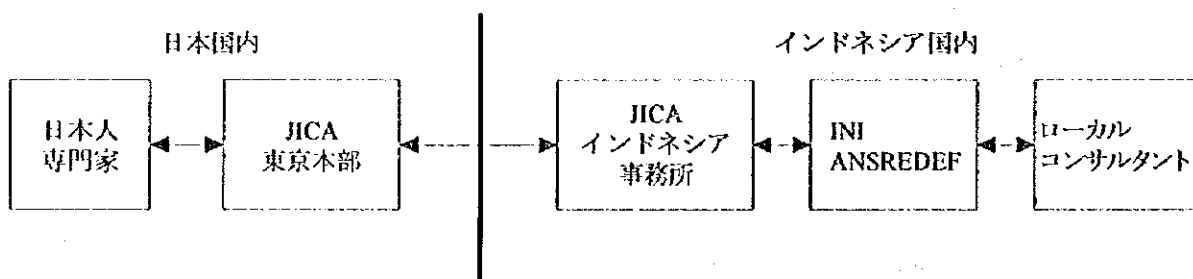 日本国内
インドネシア国内
日本人
専門家
JICA
東京本部
JICA
インドネシア
事務所
INI
ANSREDEF
ローカル
コンサルタント